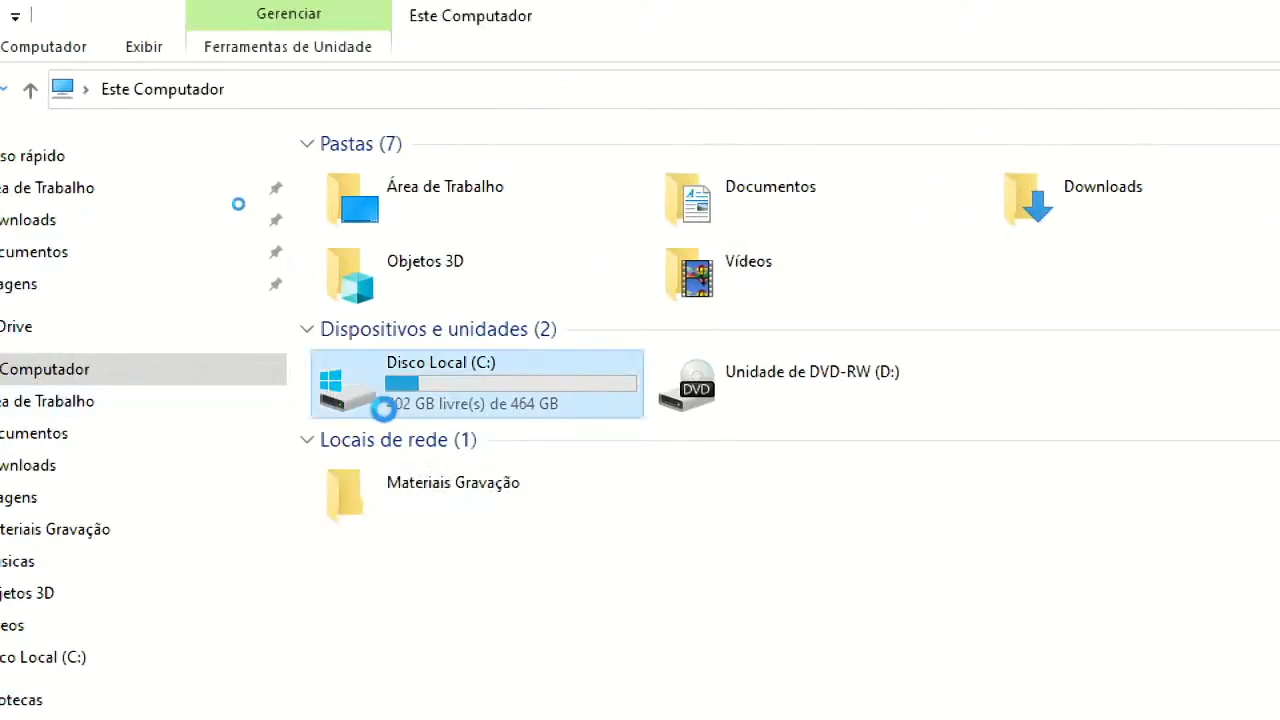 Gerenciar
Este Computador
Computador
Exibir
Ferramentas de Unidade
Este Computador
so rápido
a de Trabalho
wnloads
cumentos
agens
Drive
Computador
a de Trabalho
cumentos
wnloads
agens
teriais Gravação
sicas
jetos 3D
eos
co Local (C:)
otecas
Pastas (7)
Área de Trabalho
Documentos
Downloads
Objetos 3D
Vídeos
Dispositivos e unidades (2)
Disco Local (C:)
402 GB livre(s) de 464 GB
Unidade de DVD-RW (D:)
DVD
Locais de rede (1)
Materiais Gravação